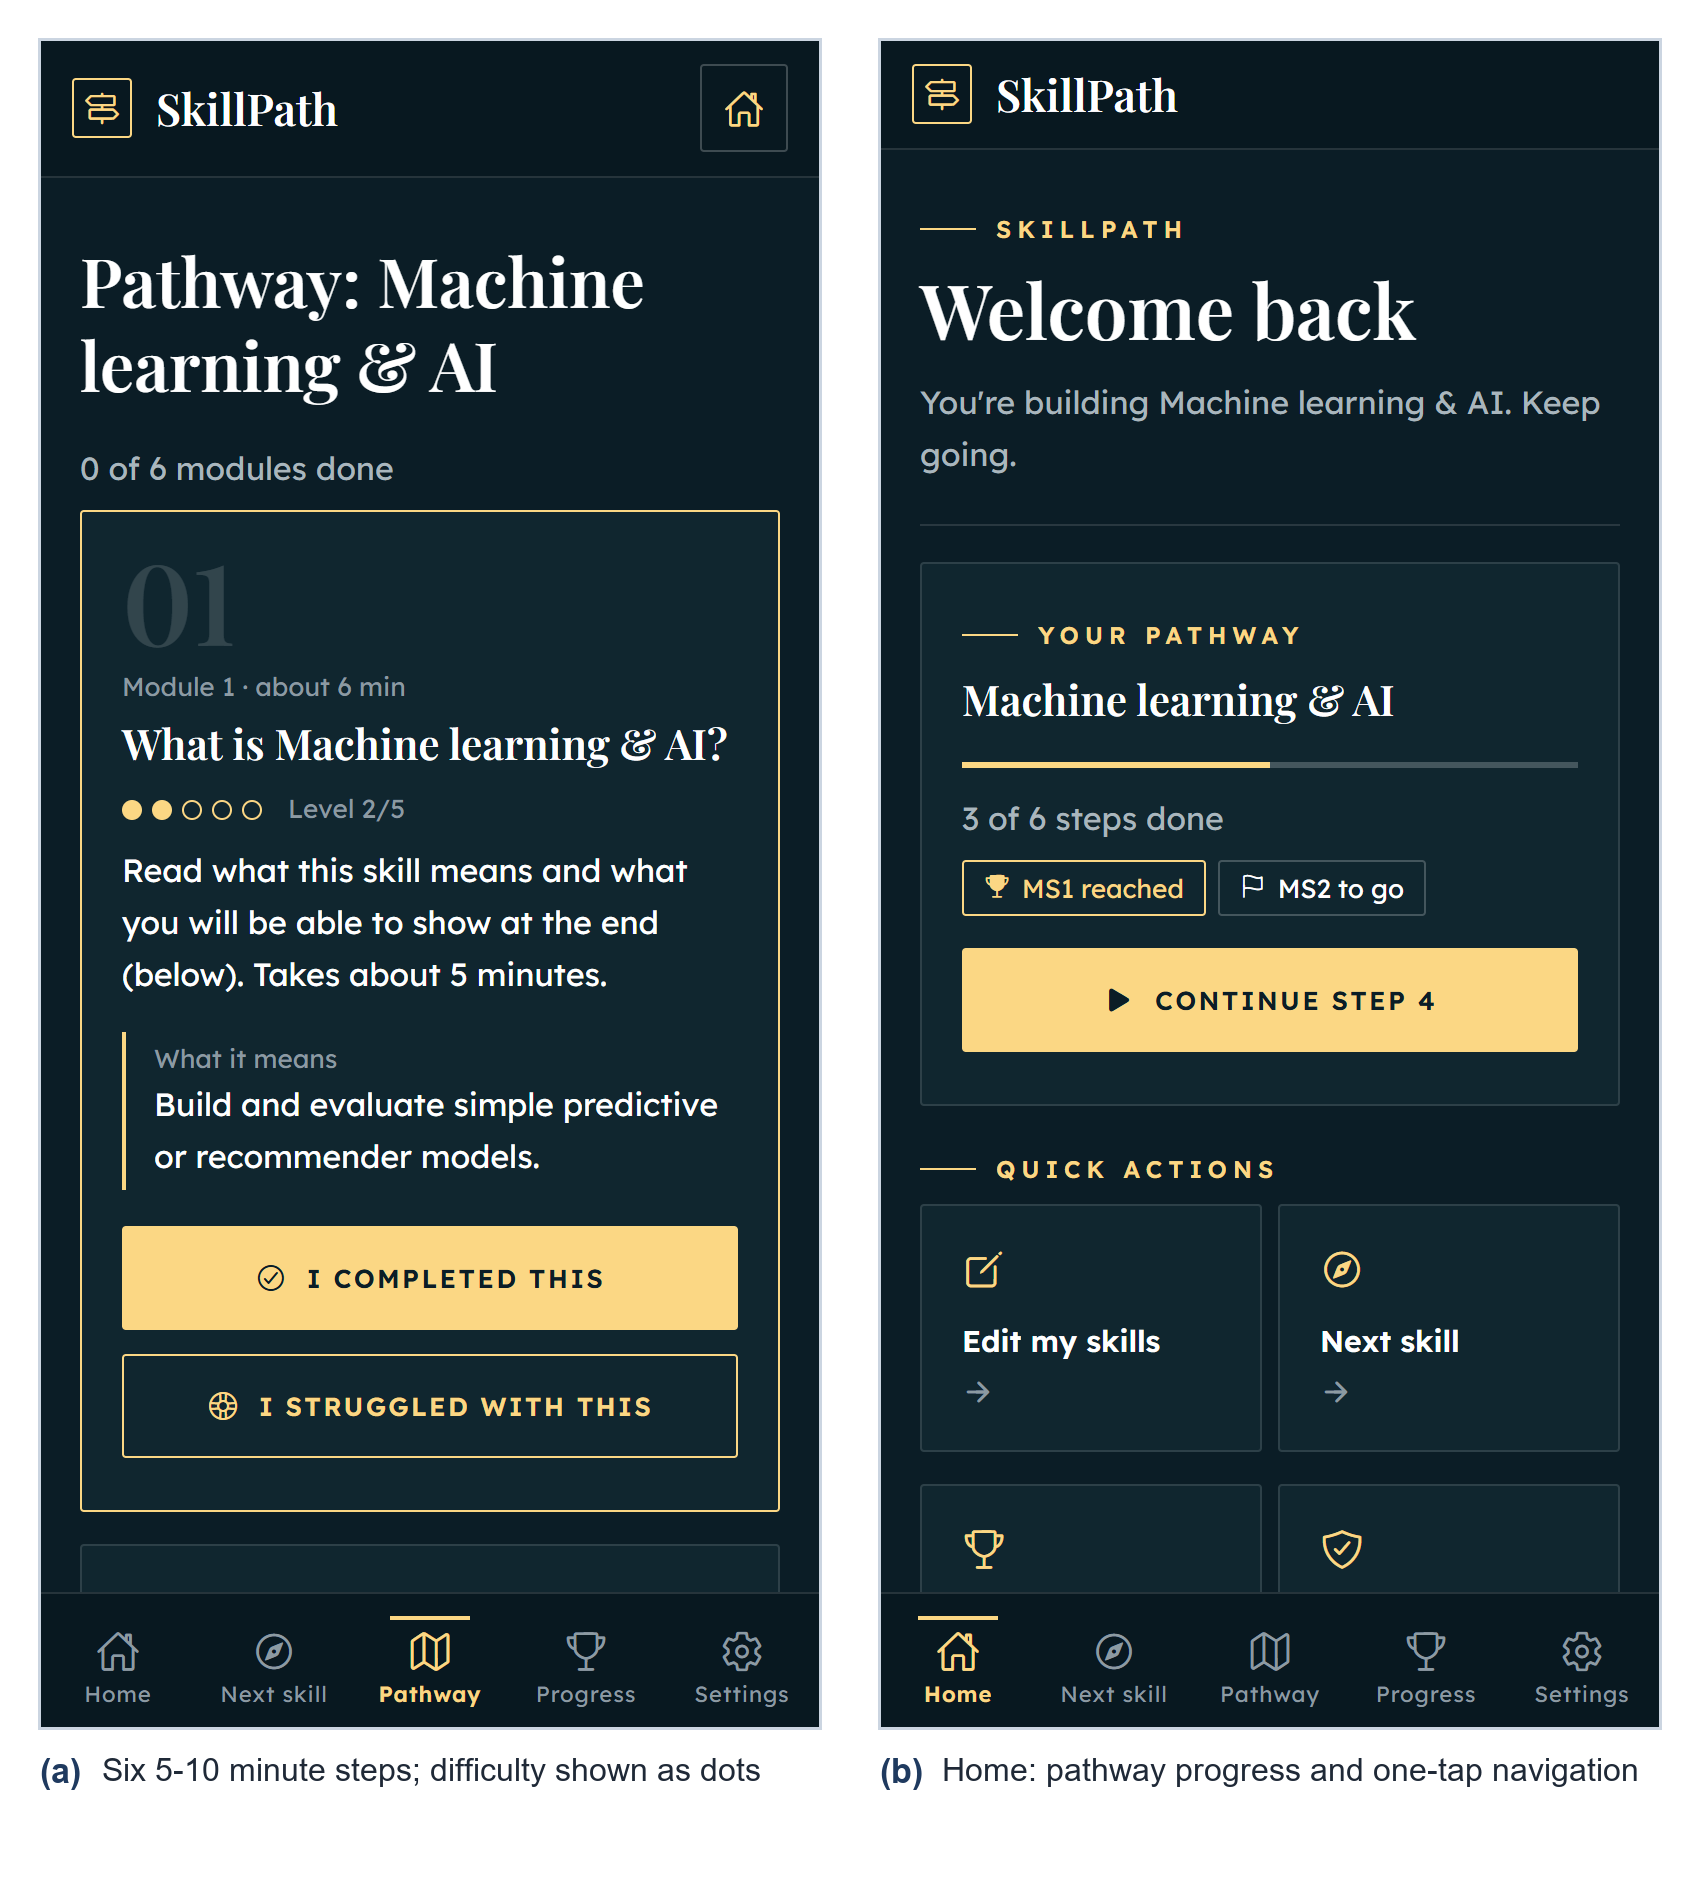 SkillPath
Pathway: Machine
learning & AI
0 of 6 modules done
01
Module 1 · about 6 min
What is Machine learning & AI?
Level 2/5
Read what this skill means and what
you will be able to show at the end
(below). Takes about 5 minutes.
What it means
Build and evaluate simple predictive
or recommender models.
I COMPLETED THIS
I STRUGGLED WITH THIS
Home
Next skill
Pathway
Progress
Settings
(a) Six 5-10 minute steps; difficulty shown as dots
SkillPath
SKILLPATH
Welcome back
You're building Machine learning & AI. Keep
going.
YOUR PATHWAY
Machine learning & AI
3 of 6 steps done
MS1 reached
MS2 to go
CONTINUE STEP 4
QUICK ACTIONS
Edit my skills
Next skill
Home
Next skill
Pathway
Progress
Settings
(b) Home: pathway progress and one-tap navigation